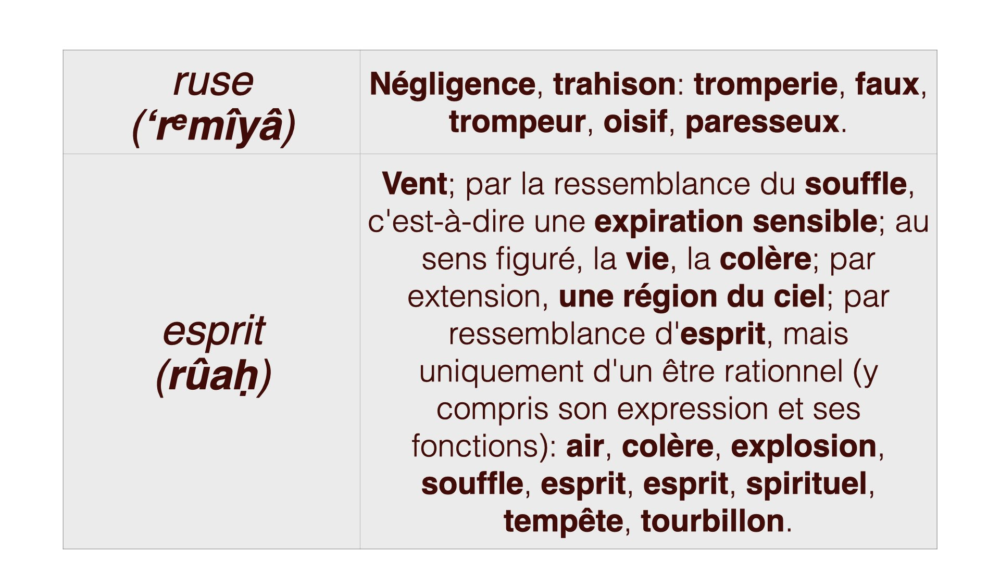 ruse
(‘rᵉmîyâ)
Négligence, trahison: tromperie, faux,
trompeur, oisif, paresseux.
esprit
(rûaḥ)
Vent; par la ressemblance du souffle,
c'est-à-dire une expiration sensible; au
sens figuré, la vie, la colère; par
extension, une région du ciel; par
ressemblance d'esprit, mais
uniquement d'un être rationnel (y
compris son expression et ses
fonctions): air, colère, explosion,
souffle, esprit, esprit, spirituel,
tempête, tourbillon.